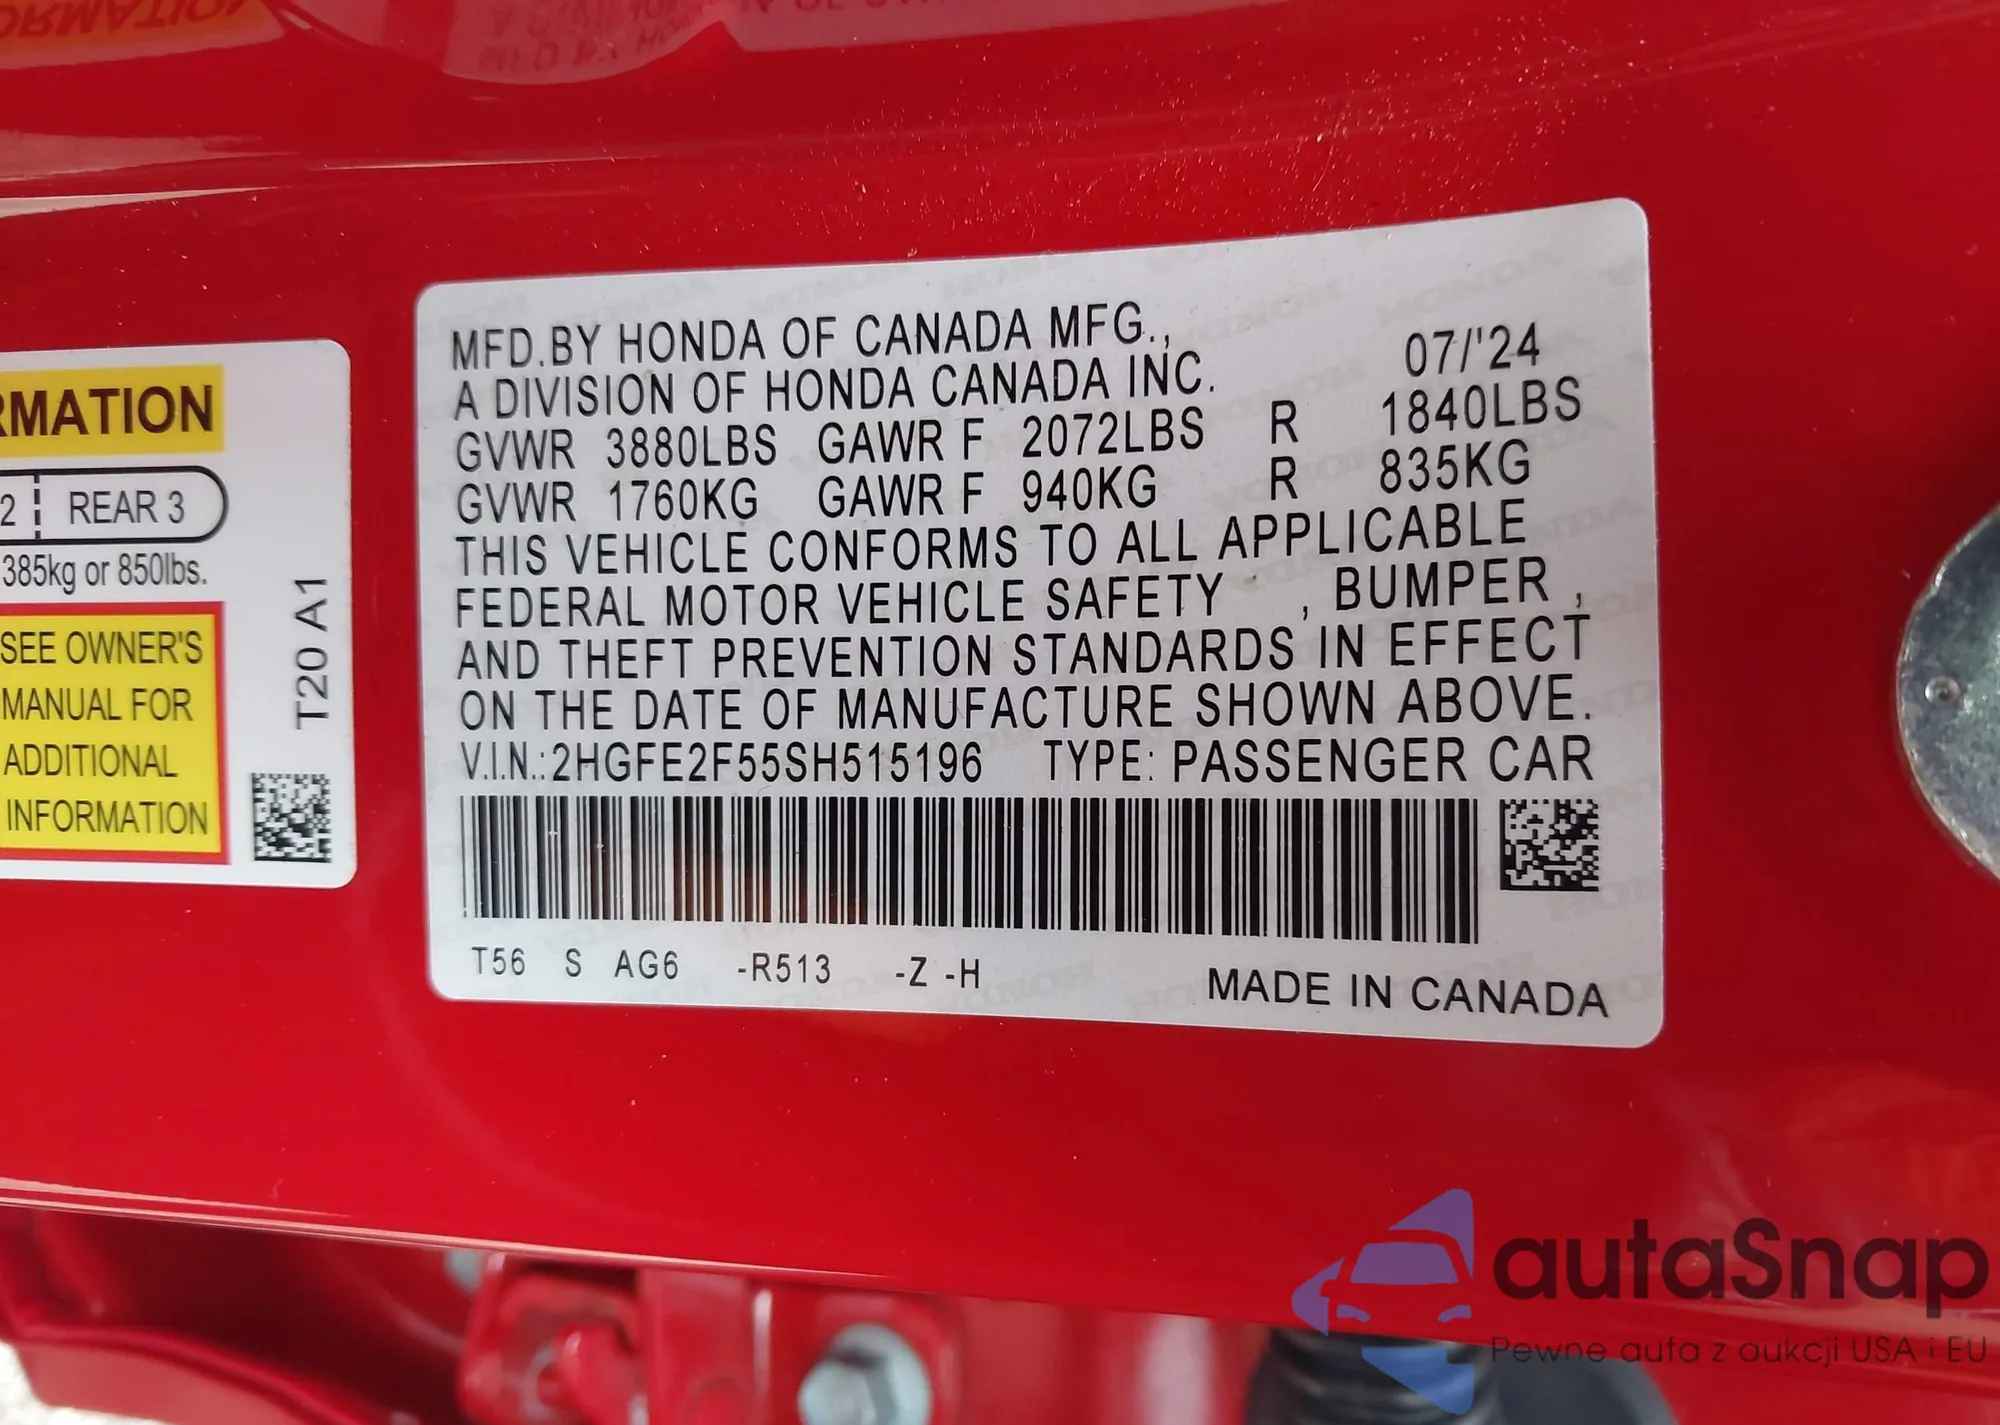 RMATION
2 REAR 3
385kg or 850lbs.
SEE OWNER'S
MANUAL FOR
ADDITIONAL
INFORMATION
T20 A1
MFD.BY HONDA OF CANADA MFG.,
A DIVISION OF HONDA CANADA INC. 07/'24
GVWR 3880LBS GAWR F 2072LBS R 1840LBS
GVWR 1760KG GAWR F 940KG R 835KG
THIS VEHICLE CONFORMS TO ALL APPLICABLE
FEDERAL MOTOR VEHICLE SAFETY , BUMPER ,
AND THEFT PREVENTION STANDARDS IN EFFECT
ON THE DATE OF MANUFACTURE SHOWN ABOVE.
V.I.N.:2HGFE2F55SH515196 TYPE: PASSENGER CAR
T56 S AG6 -R513 -Z -H
MADE IN CANADA
autaSnap
Pewne auta z aukcji USA i EU